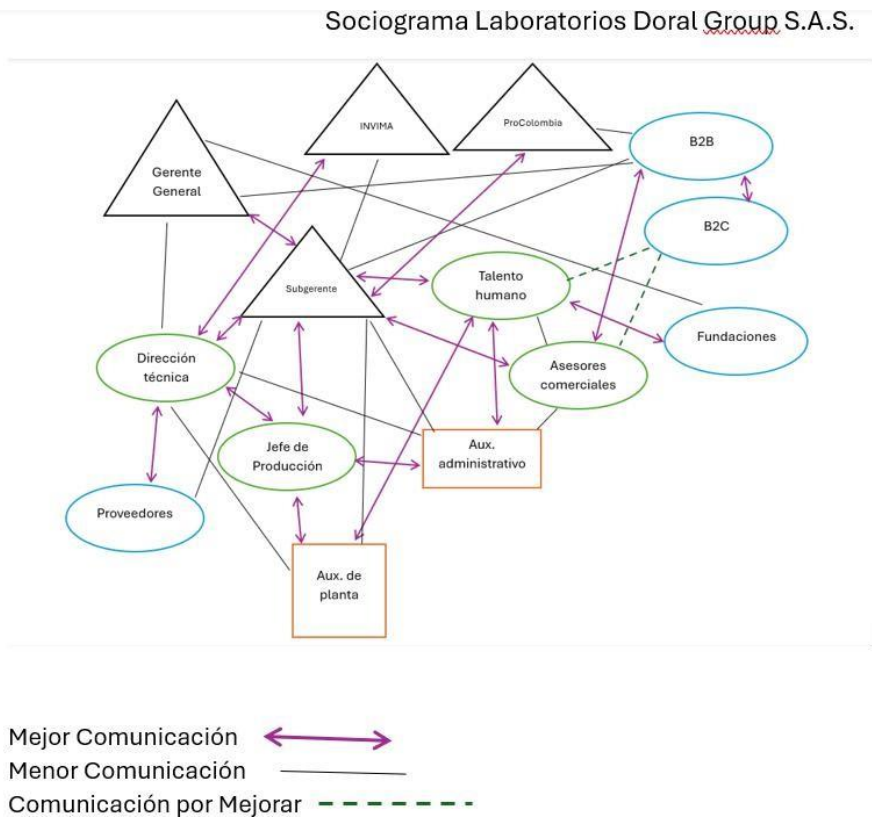 Sociograma Laboratorios Doral Group S.A.S.
INVIMA
ProColombia
B2B
Gerente
General
B2C
Subgerente
Talento
humano
Fundaciones
Dirección
técnica
Asesores
comerciales
Jefe de
Producción
Aux.
administrativo
Proveedores
Aux. de
planta
Mejor Comunicación
Menor Comunicación
Comunicación por Mejorar